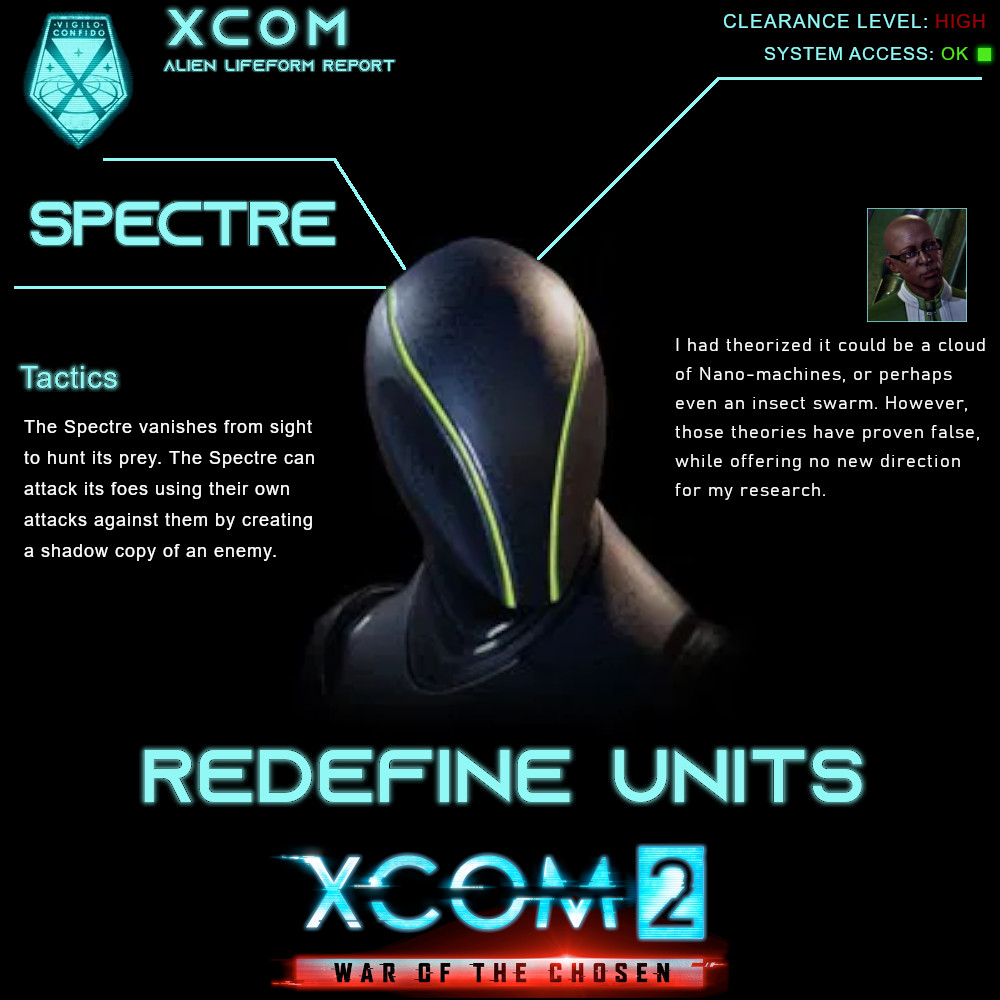 VIGILO
CONFIDO
XCOM
ALIEN LIFEFORM REPORT
CLEARANCE LEVEL: HIGH
SYSTEM ACCESS: OK
SPECTRE
Tactics
The Spectre vanishes from sight
to hunt its prey. The Spectre can
attack its foes using their own
attacks against them by creating
a shadow copy of an enemy.
I had theorized it could be a cloud
of Nano-machines, or perhaps
even an insect swarm. However,
those theories have proven false,
while offering no new direction
for my research.
REDEFINE UNITS
XCOM 2
WAR OF THE CHOSEN